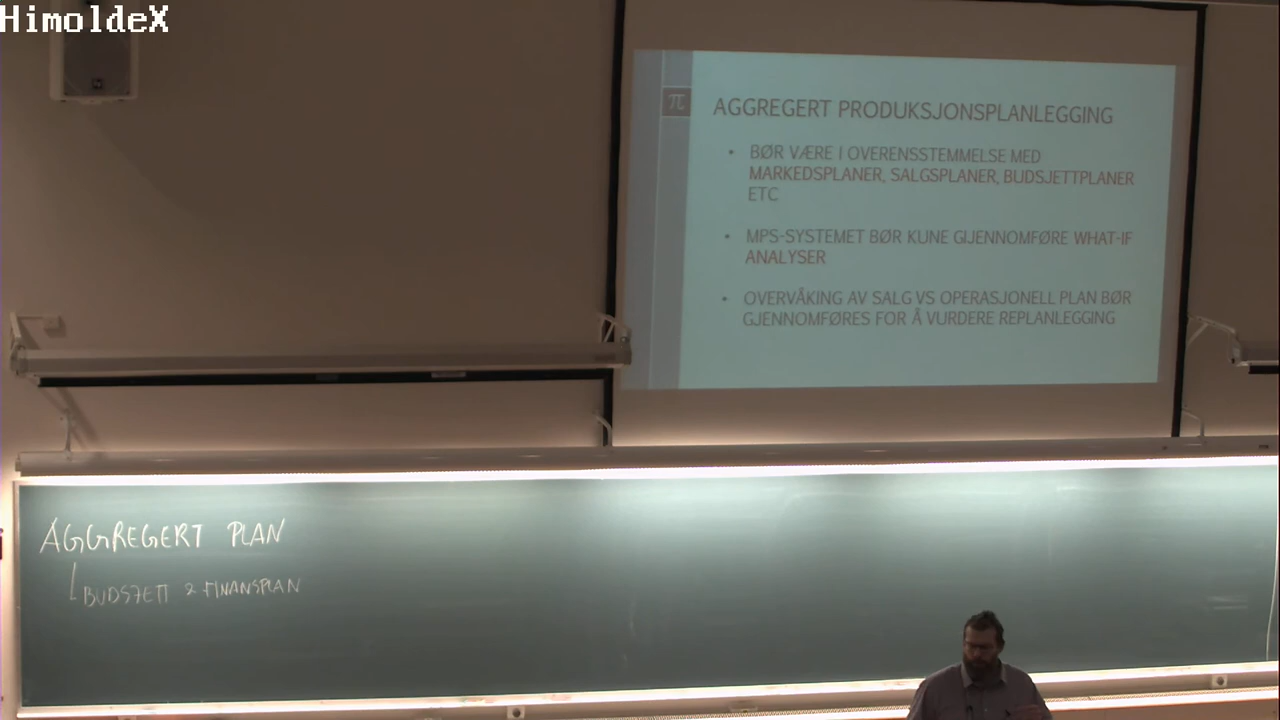 HimoldeX
π
AGGREGERT PRODUKSJONSPLANLEGGING
• BØR VÆRE I OVERENSSTEMMELSE MED
MARKEDSPLANER, SALGSPLANER, BUDSJETTPLANER
ETC
• MPS-SYSTEMET BØR KUNE GIJENNOMFØRE WHAT-IF
ANALYSER
• OVERVÅKING AV SALG VS OPERASJONELL PLAN BØR
GJENNOMFØRES FOR Å VURDERE REPLANLEGGING
AGGREGERT PLAN
BUDSJETT & FINANSPLAN